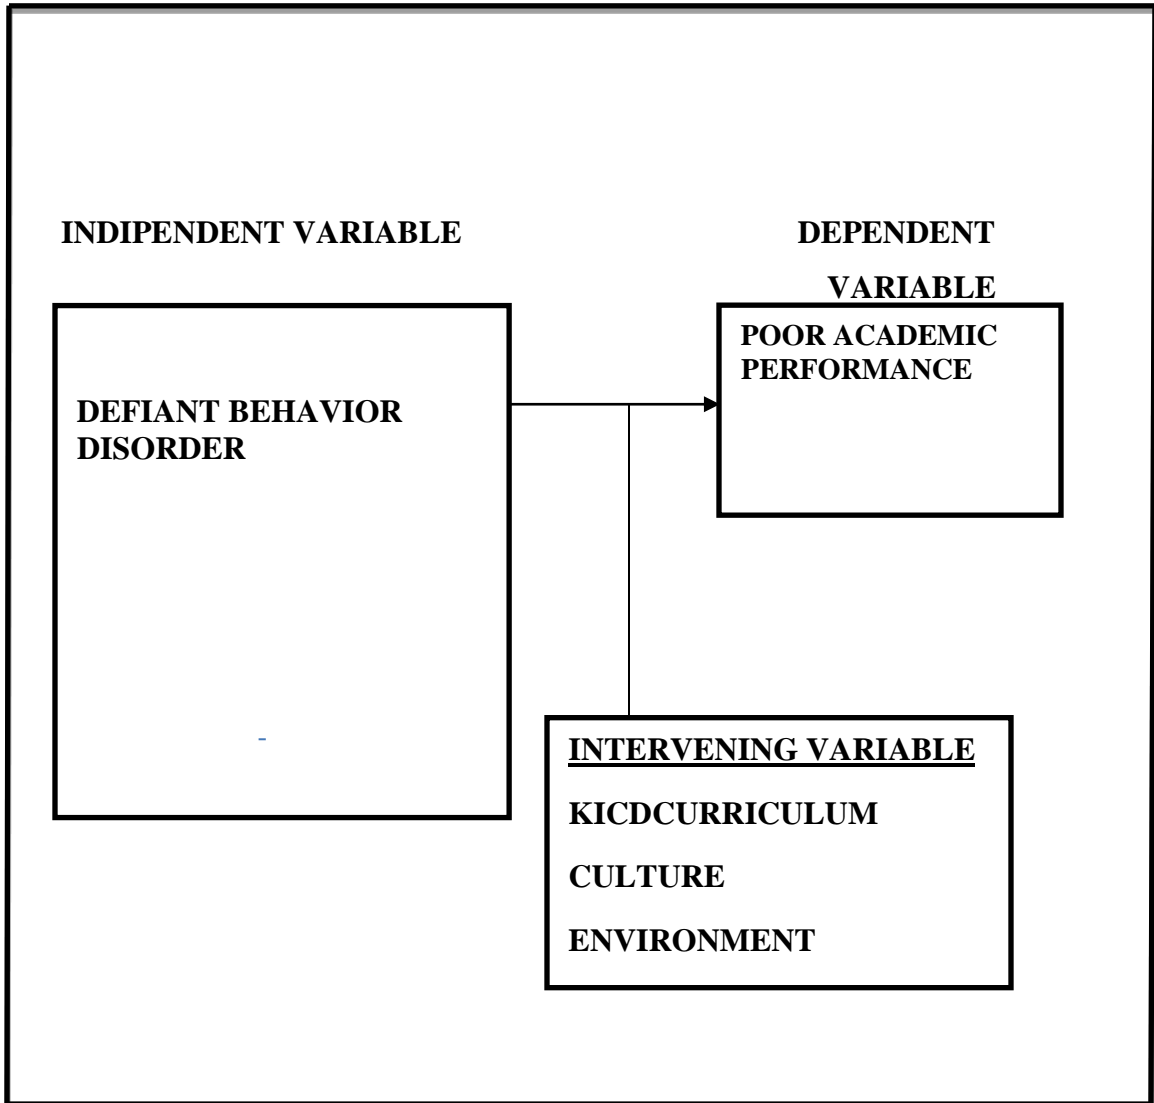 INDIPENDENT VARIABLE
DEPENDENT
VARIABLE
DEFIANT BEHAVIOR
DISORDER
-
POOR ACADEMIC
PERFORMANCE
INTERVENING VARIABLE
KICDCURRICULUM
CULTURE
ENVIRONMENT